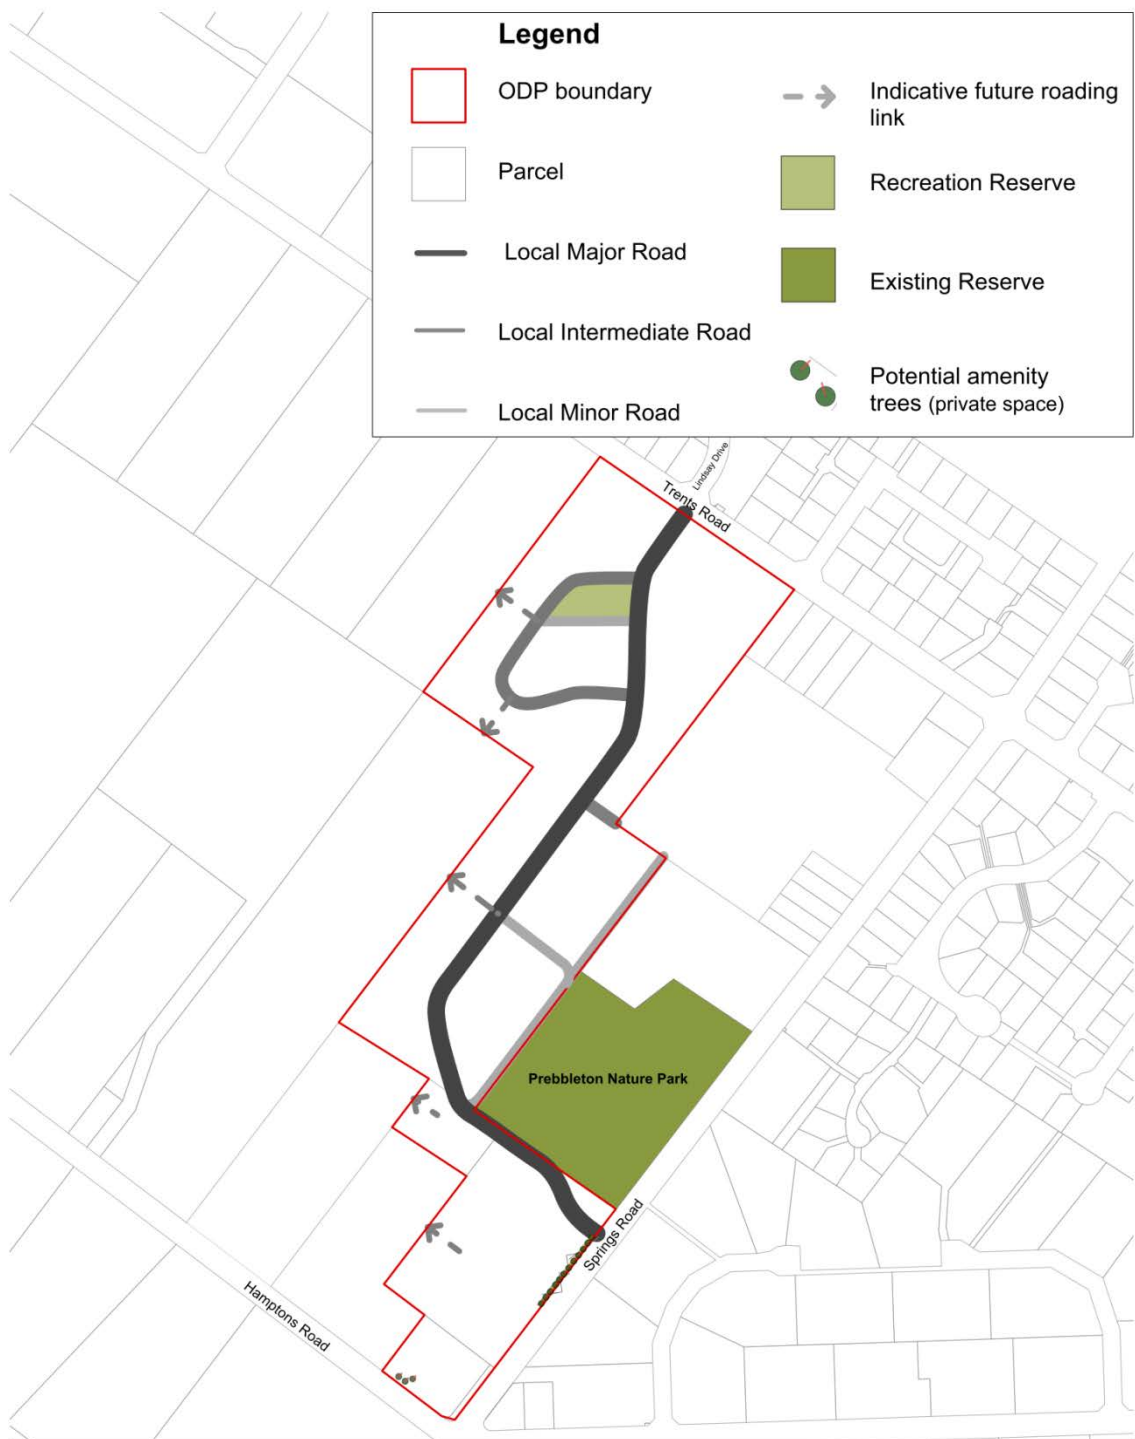 Legend
ODP boundary
Parcel
Local Major Road
Local Intermediate Road
Local Minor Road
Indicative future roading
link
Recreation Reserve
Existing Reserve
Potential amenity
trees (private space)
Lindsay Drive
Trents Road
Prebbleton Nature Park
Springs Road
Hamptons Road